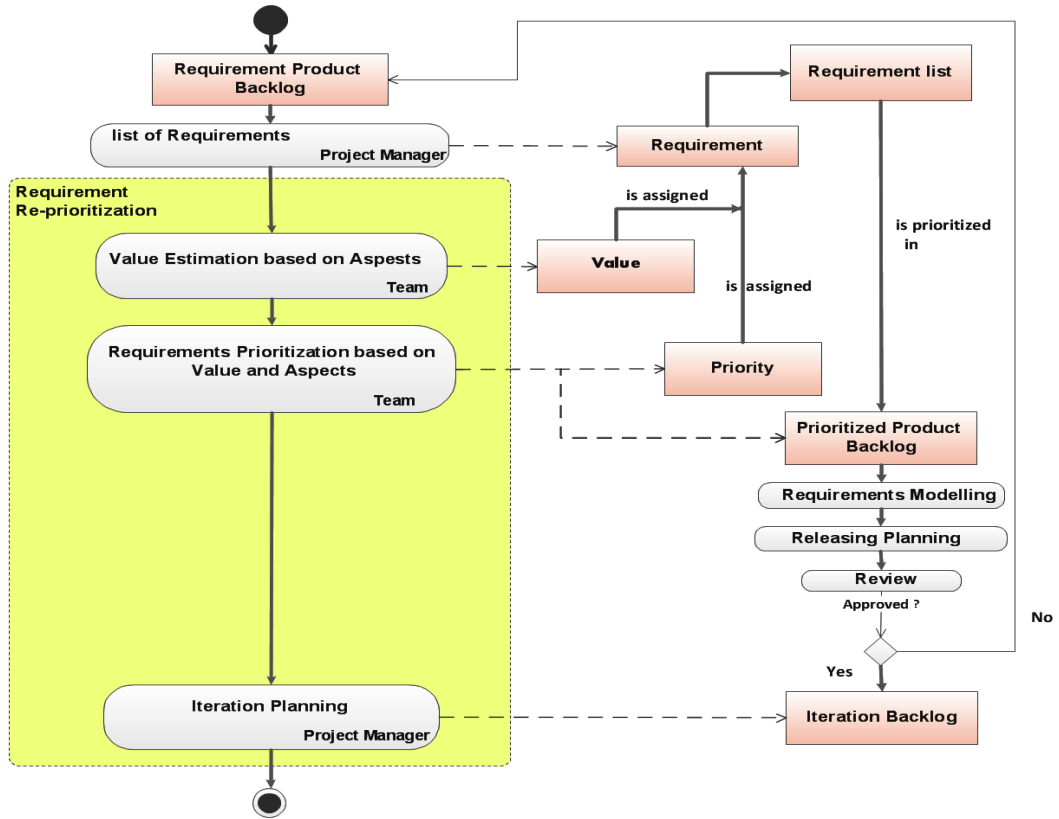 Requirement Product
Backlog
list of Requirements
Project Manager
Requirement
Re-prioritization
Value Estimation based on Aspests
Team
Requirements Prioritization based on
Value and Aspects
Team
Iteration Planning
Project Manager
Requirement list
Requirement
is assigned
Value
is assigned
Priority
is prioritized
in
Prioritized Product
Backlog
Requirements Modelling
Releasing Planning
Review
Approved ?
No
Yes
Iteration Backlog